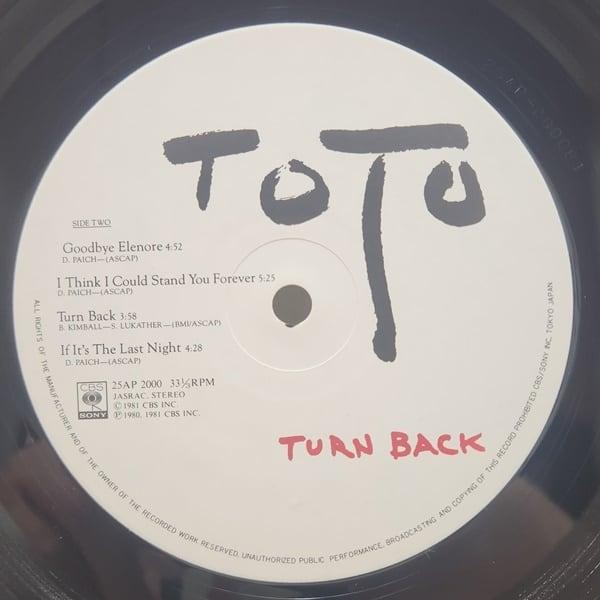 TOTO
SIDE TWO
Goodbye Elenore 4:52
D. PAICH—(ASCAP)
I Think I Could Stand You Forever 5:25
D. PAICH—(ASCAP)
Turn Back 3:58
B. KIMBALL—S. LUKATHER—(BMI/ASCAP)
If It's The Last Night 4:28
D. PAICH—(ASCAP)
CBS
SONY
25AP 2000 33⅓RPM
JASRAC. STEREO
Ⓒ1981 CBS INC.
Ⓟ1980, 1981 CBS INC.
TURN BACK
ALL RIGHTS OF THE MANUFACTURER AND OF THE OWNER OF THE RECORDED WORK RESERVED. UNAUTHORIZED PUBLIC PERFORMANCE, BROADCASTING AND COPYING OF THIS RECORD PROHIBITED CBS/SONY INC. TOKYO JAPAN